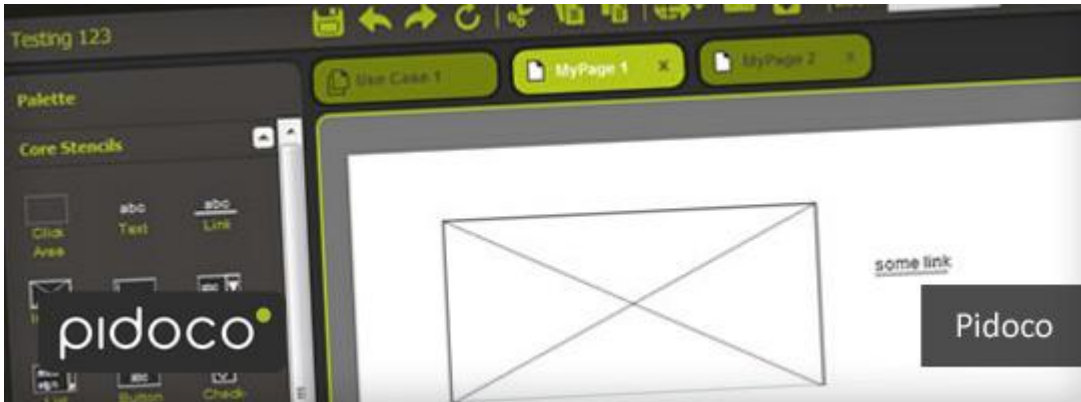 Testing 123
Use Case 1
MyPage 1 x
MyPage 2 x
Palette
Core Stencils
abc
abc
Click Area
Text
Link
abc
abc
Button
Check-
some link
pidoco
Pidoco